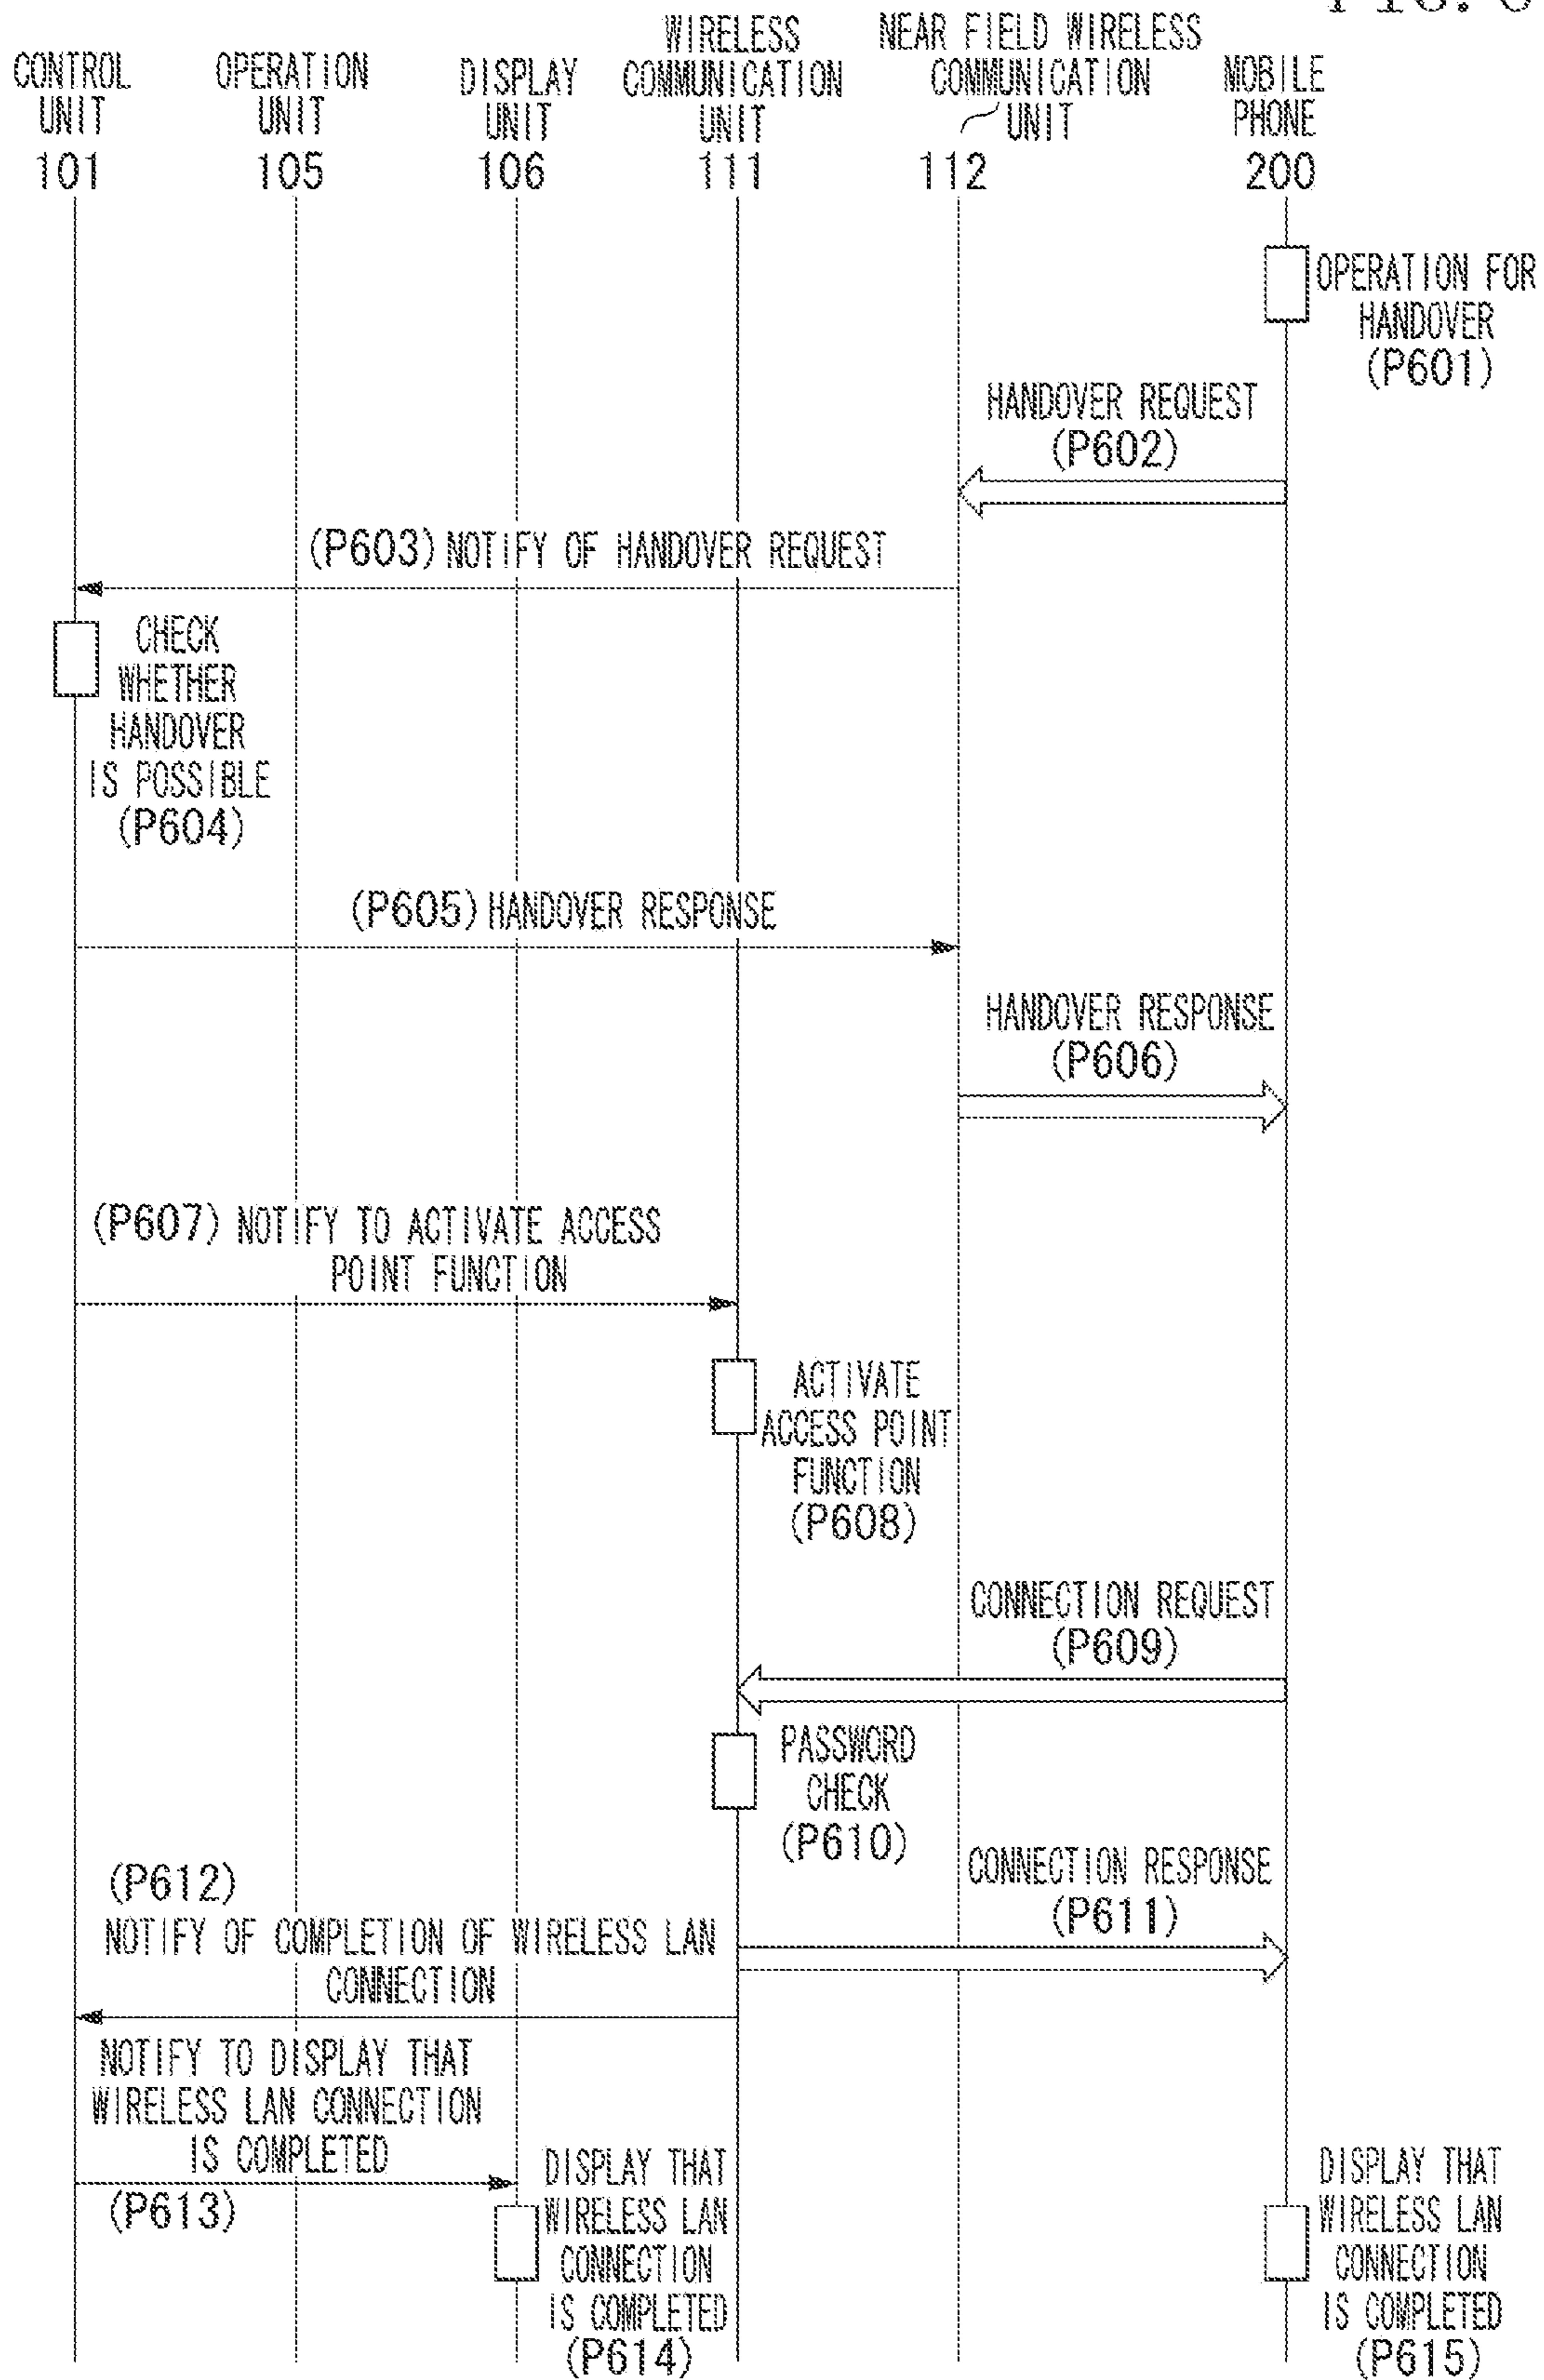 CONTROL
UNIT
101
OPERATION
UNIT
105
DISPLAY
UNIT
106
WIRELESS
COMMUNICATION
UNIT
111
NEAR FIELD WIRELESS
COMMUNICATION
UNIT
112
MOBILE
PHONE
200
OPERATION FOR
HANDOVER
(P601)
HANDOVER REQUEST
(P602)
(P603) NOTIFY OF HANDOVER REQUEST
CHECK
WHETHER
HANDOVER
IS POSSIBLE
(P604)
(P605) HANDOVER RESPONSE
HANDOVER RESPONSE
(P606)
(P607) NOTIFY TO ACTIVATE ACCESS
POINT FUNCTION
ACTIVATE
ACCESS POINT
FUNCTION
(P608)
CONNECTION REQUEST
(P609)
PASSWORD
CHECK
(P610)
CONNECTION RESPONSE
(P611)
(P612)
NOTIFY OF COMPLETION OF WIRELESS LAN
CONNECTION
NOTIFY TO DISPLAY THAT
WIRELESS LAN CONNECTION
IS COMPLETED
(P613)
DISPLAY THAT
WIRELESS LAN
CONNECTION
IS COMPLETED
(P614)
DISPLAY THAT
WIRELESS LAN
CONNECTION
IS COMPLETED
(P615)